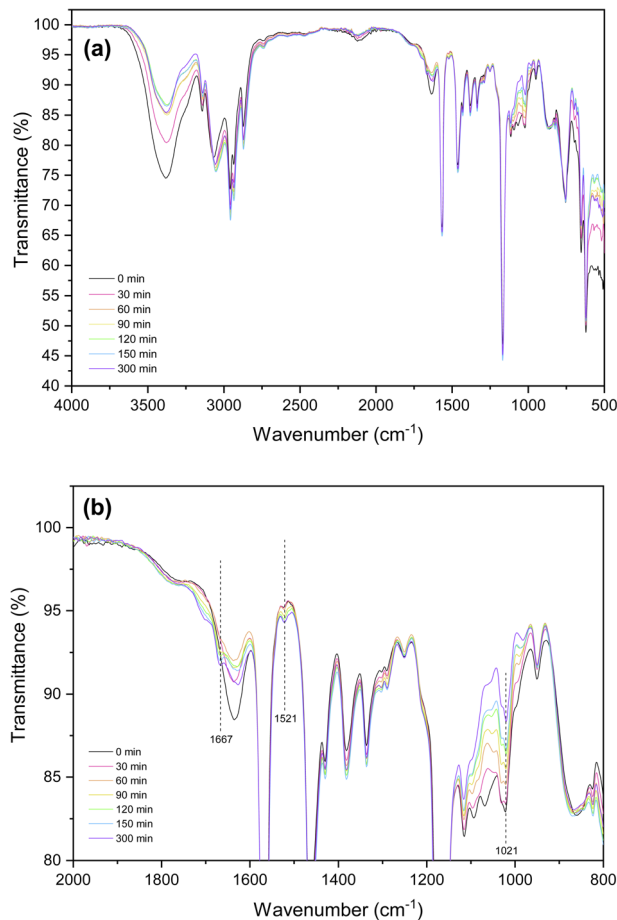 (a)
100
95
90
85
80
75
70
65
60
55
50
45
40
Transmittance (%)
0 min
30 min
60 min
90 min
120 min
150 min
300 min
4000 3500 3000 2500 2000 1500 1000 500
Wavenumber (cm-1)
(b)
100
95
90
85
80
Transmittance (%)
1667
1521
1021
0 min
30 min
60 min
90 min
120 min
150 min
300 min
2000 1800 1600 1400 1200 1000 800
Wavenumber (cm-1)